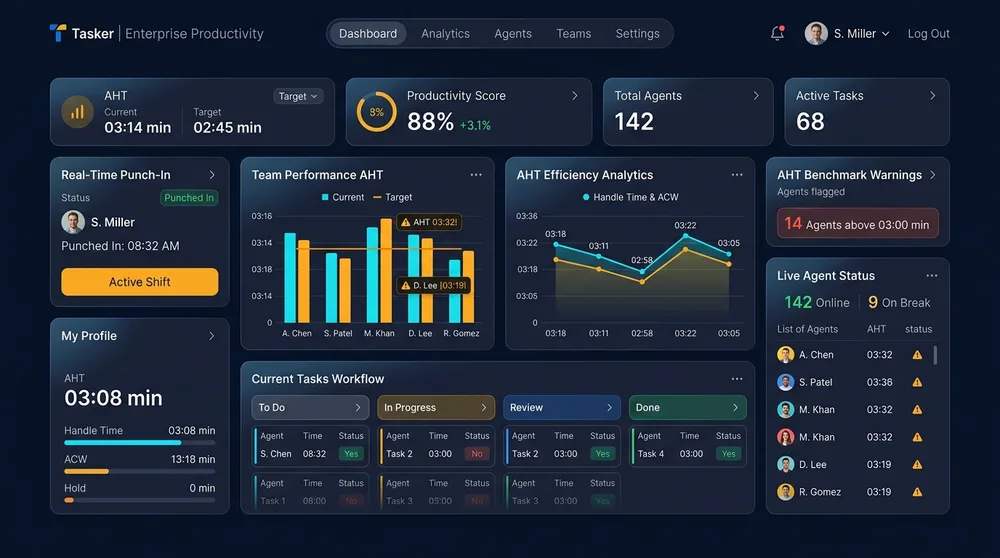 Tasker | Enterprise Productivity
Dashboard Analytics Agents Teams Settings
S. Miller Log Out
AHT
Target
Current Target
03:14 min 02:45 min
8%
Productivity Score
88% +3.1%
Total Agents
142
Active Tasks
68
Real-Time Punch-In
Status Punched In
S. Miller
Punched In: 08:32 AM
Active Shift
My Profile
AHT
03:08 min
Handle Time 03:08 min
ACW 13:18 min
Hold 0 min
Team Performance AHT
Current Target
03:18
03:14
03:18
03:14
0
AHT 03:32!
D. Lee |03:19!
A. Chen S. Patel M. Khan D. Lee R. Gomez
AHT Efficiency Analytics
Handle Time & ACW
03:36
03:22
03:18
03:05
0
03:18 03:11 02:58 03:22 03:05
03:18 03:11 02:58 03:22 03:05
AHT Benchmark Warnings
Agents flagged
14 Agents above 03:00 min
Live Agent Status
142 Online 9 On Break
List of Agents AHT status
A. Chen 03:32
S. Patel 03:36
M. Khan 03:32
M. Khan 03:32
D. Lee 03:19
R. Gomez 03:19
Current Tasks Workflow
To Do
Agent Time Status
S. Chen 08:32 Yes
Task 1 08:00 No
In Progress
Agent Time Status
Task 2 03:00 No
Task 3 05:00 No
Review
Agent Time Status
Task 2 03:00 Yes
Task 3 03:00 Yes
Done
Agent Time Status
Task 4 03:00 Yes